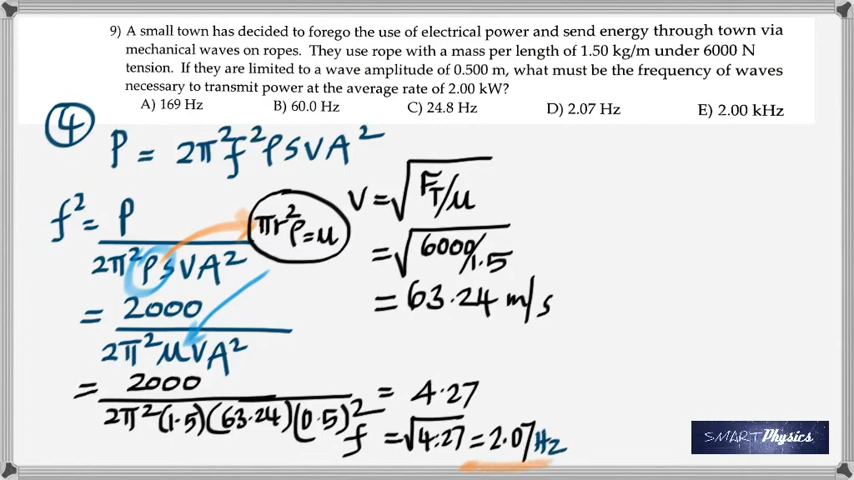 9) A small town has decided to forego the use of electrical power and send energy through town via
mechanical waves on ropes. They use rope with a mass per length of 1.50 kg/m under 6000 N
tension. If they are limited to a wave amplitude of 0.500 m, what must be the frequency of waves
necessary to transmit power at the average rate of 2.00 kW?
A) 169 Hz B) 60.0 Hz C) 24.8 Hz D) 2.07 Hz E) 2.00 kHz
④
P = 2π²f²ρSVA²
f² = P / 2π²ρSVA²
πr²ρ=μ
= 2000 / 2π²μVA²
= 2000 / 2π²(1.5)(63.24)(0.5)² = 4.27
f = √4.27 = 2.07 Hz
V = √F_T/μ
= √6000/1.5
= 63.24 m/s
SMART Physics